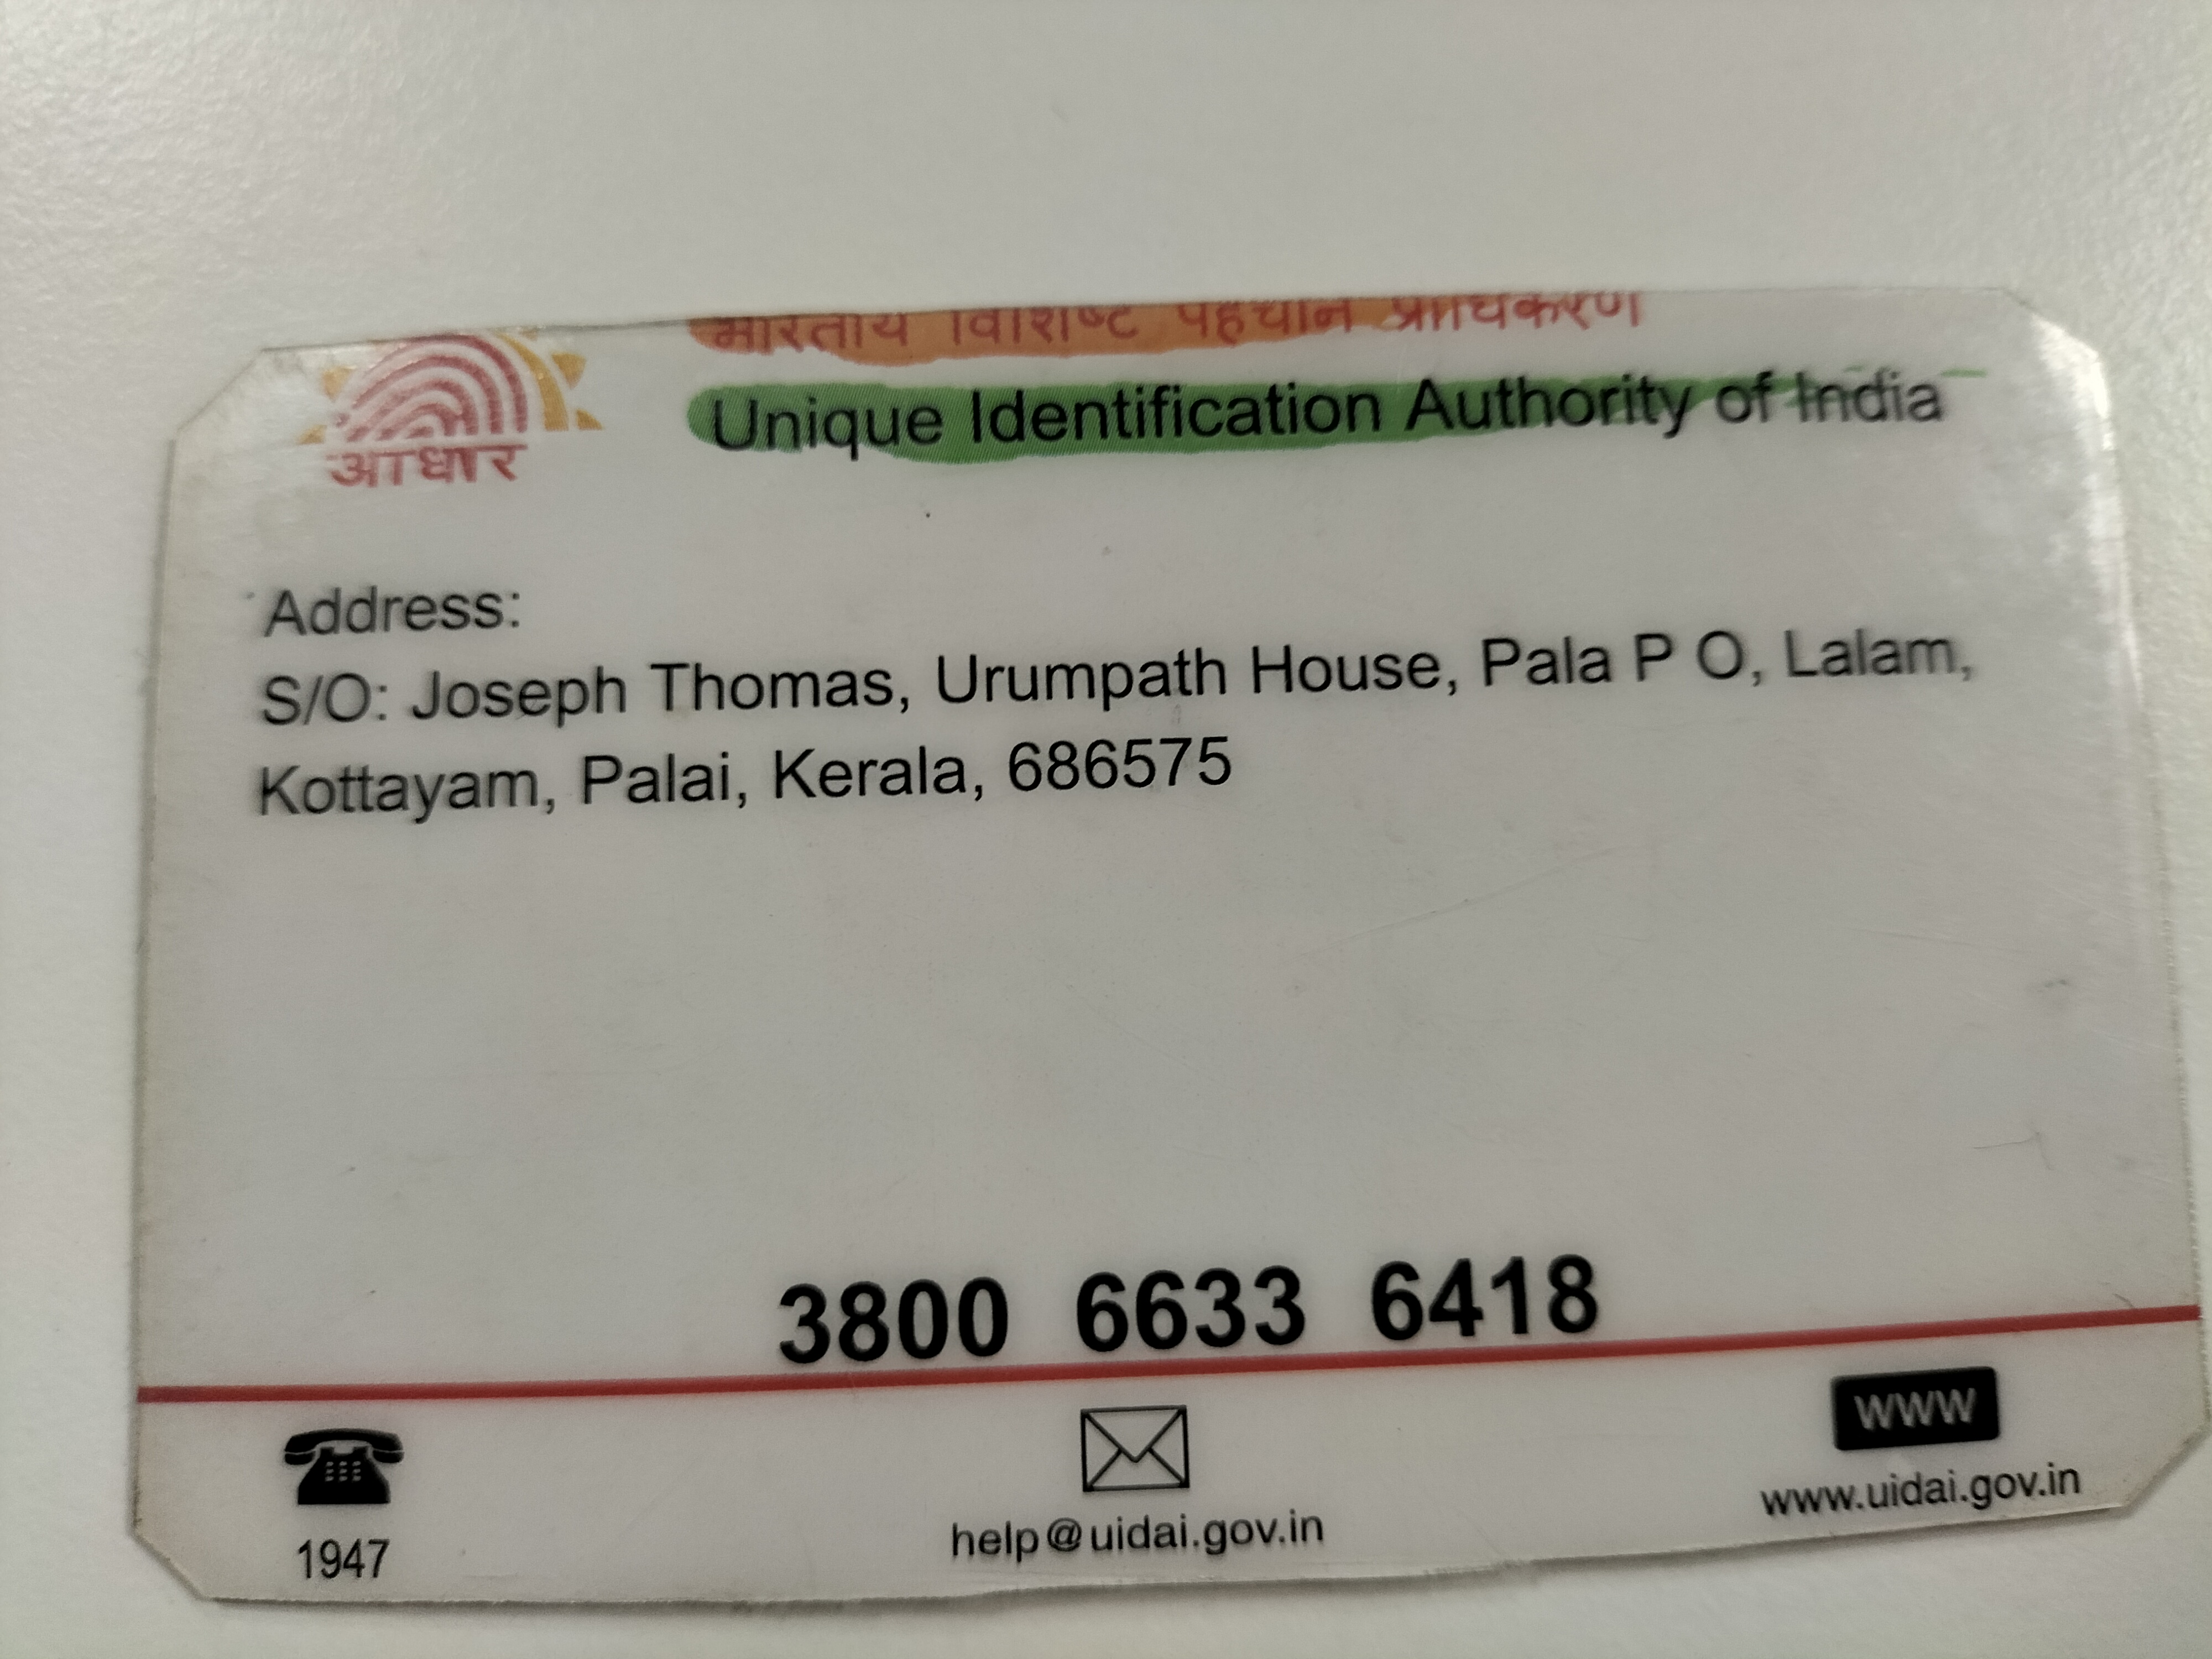 भारतीय विशिष्ट पहचान प्राधिकरण
आधार
Unique Identification Authority of India
Address:
S/O: Joseph Thomas, Urumpath House, Pala P O, Lalam,
Kottayam, Palai, Kerala, 686575
3800 6633 6418
WWW
1947
help@uidai.gov.in
www.uidai.gov.in